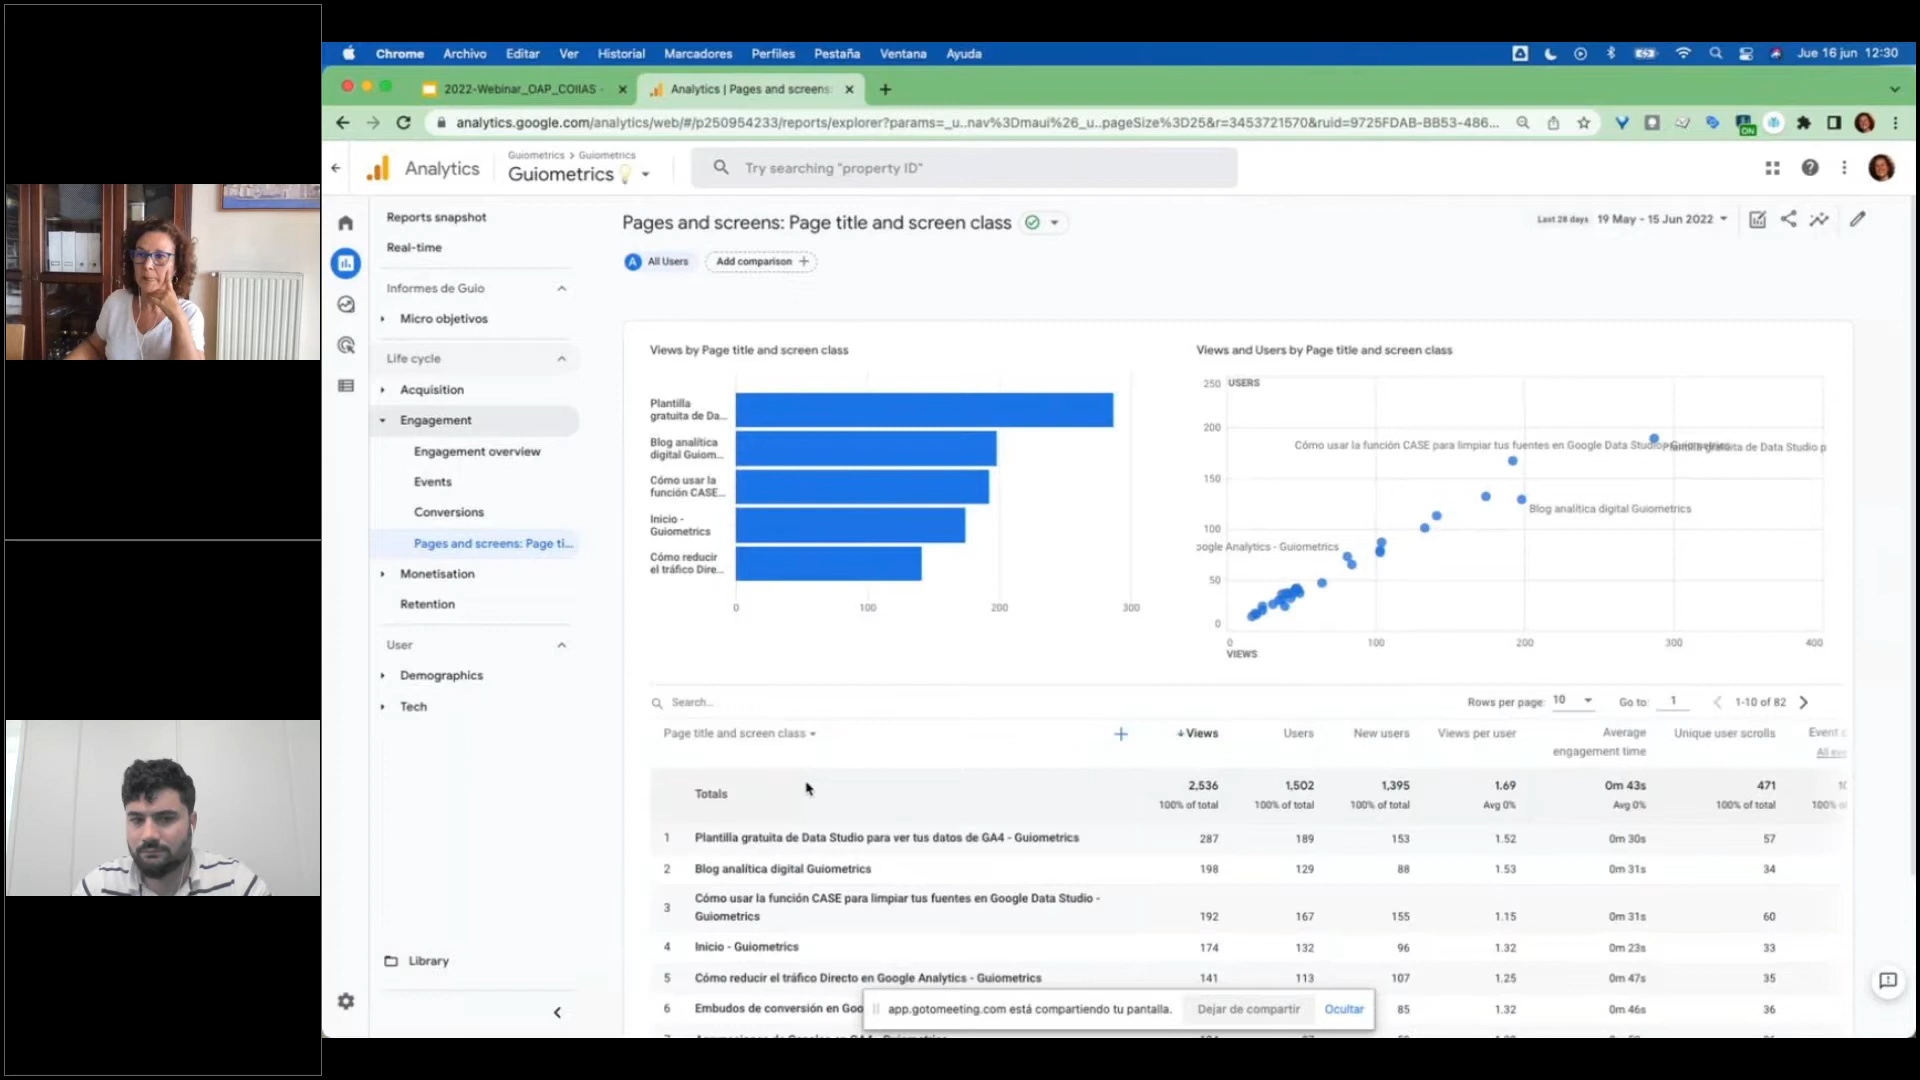 Chrome Archivo Editar Ver Historial Marcadores Perfiles Pestaña Ventana Ayuda Jue 16 jun 12:30
2022-Webinar_OAP_COIIAS - Analytics | Pages and screens:
analytics.google.com/analytics/web/#/p250954233/reports/explorer?params=_u..nav%3Dmaui%26_u..pageSize%3D25&r=3453721570&ruid=9725FDAB-BB53-486... ON
Analytics
Guiometrics > Guiometrics
Guiometrics
Try searching "property ID"
Reports snapshot
Real-time
Informes de Guio
Micro objetivos
Life cycle
Acquisition
Engagement
Engagement overview
Events
Conversions
Pages and screens: Page ti...
Monetisation
Retention
User
Demographics
Tech
Library
Pages and screens: Page title and screen class
Last 28 days 19 May - 15 Jun 2022
A All Users Add comparison +
Views by Page title and screen class
Plantilla
gratuita de Da...
Blog analítica
digital Guiom...
Cómo usar la
función CASE...
Inicio -
Guiometrics
Cómo reducir
el tráfico Dire...
0 100 200 300
Views and Users by Page title and screen class
250 USERS
200
Cómo usar la función CASE para limpiar tus fuentes en Google Data Studio
de Data Studio p
150
Blog analítica digital Guiometrics
100
Analytics - Guiometrics
50
0
0 100 200 300 400
VIEWS
Search...
Rows per page: 10 Go to: 1 1-10 of 82
Page title and screen class + Views Users New users Views per user Average engagement time Unique user scrolls Event
Totals 2,536 1,502 1,395 1.69 0m 43s 471
100% of total 100% of total 100% of total Avg 0% Avg 0% 100% of total
1 Plantilla gratuita de Data Studio para ver tus datos de GA4 - Guiometrics 287 189 153 1.52 0m 30s 57
2 Blog analítica digital Guiometrics 198 129 88 1.53 0m 31s 34
3 Cómo usar la función CASE para limpiar tus fuentes en Google Data Studio -
Guiometrics 192 167 155 1.15 0m 31s 60
4 Inicio - Guiometrics 174 132 96 1.32 0m 23s 33
5 Cómo reducir el tráfico Directo en Google Analytics - Guiometrics 141 113 107 1.25 0m 47s 35
6 Embudos de conversión en Goo 85 1.32 0m 46s 36
app.gotomeeting.com está compartiendo tu pantalla. Dejar de compartir Ocultar